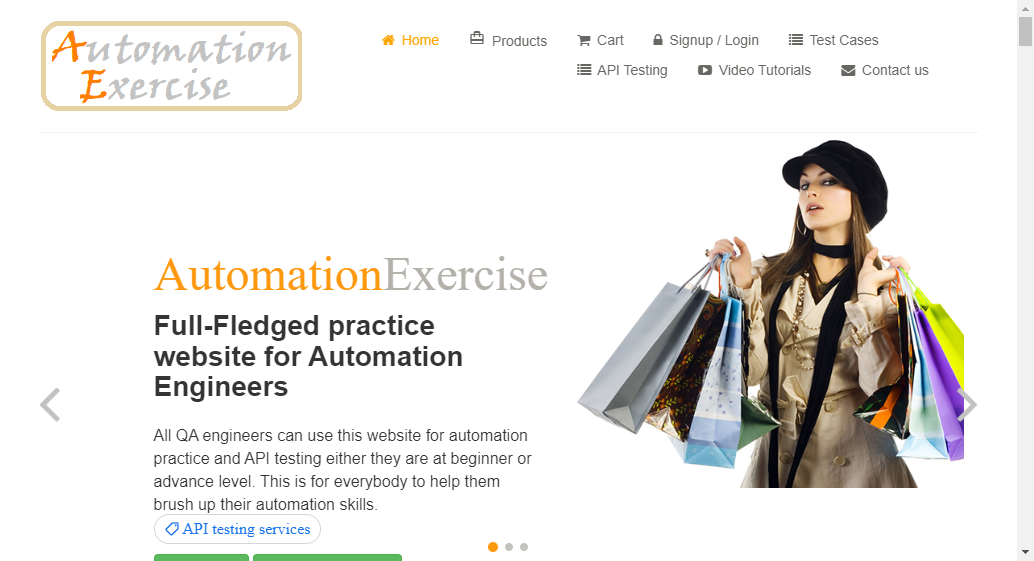 Automation
Exercise
Home
Products
Cart
Signup / Login
Test Cases
API Testing
Video Tutorials
Contact us
AutomationExercise
Full-Fledged practice
website for Automation
Engineers
All QA engineers can use this website for automation
practice and API testing either they are at beginner or
advance level. This is for everybody to help them
brush up their automation skills.
API testing services